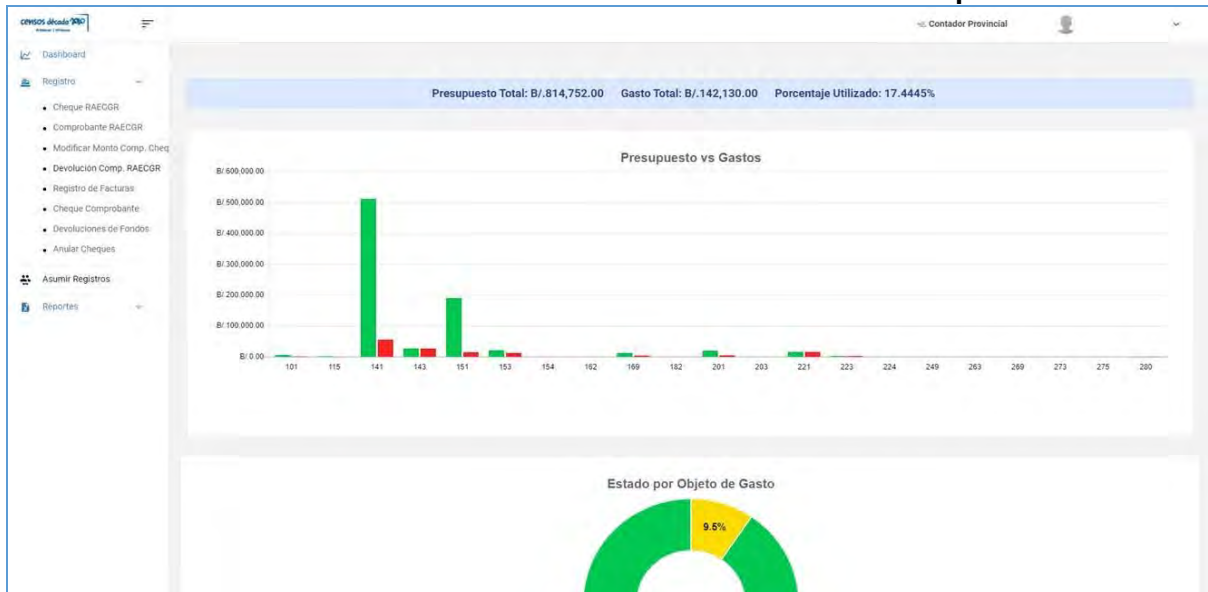 censos década
Contador Provincial
Dashboard
Registro
Cheque RAECGR
Comprobante RAECGR
Modificar Monto Comp. Cheq
Devolución Comp. RAECGR
Registro de Facturas
Cheque Comprobante
Devoluciones de Fondos
Anular Cheques
Asumir Registros
Reportes
Presupuesto Total: B/.814,752.00 Gasto Total: B/.142,130.00 Porcentaje Utilizado: 17.4445%
Presupuesto vs Gastos
B/.600,000.00
B/.500,000.00
B/.400,000.00
B/.300,000.00
B/.200,000.00
B/.100,000.00
B/.0.00
101 115 141 143 151 153 154 162 169 182 201 203 221 223 224 249 263 269 273 275 280
Estado por Objeto de Gasto
9.5%